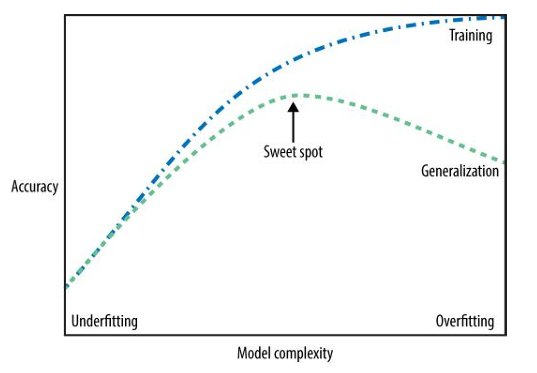 Training
Sweet spot
Generalization
Accuracy
Underfitting
Overfitting
Model complexity